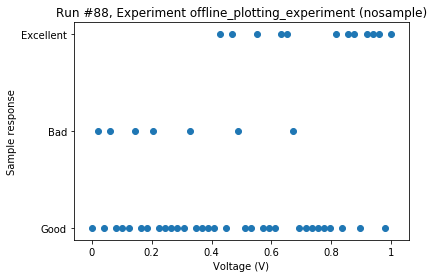 Run #88, Experiment offline_plotting_experiment (nosample)
Excellent
Bad
Good
Sample response
0
0.2
0.4
0.6
0.8
1
Voltage (V)